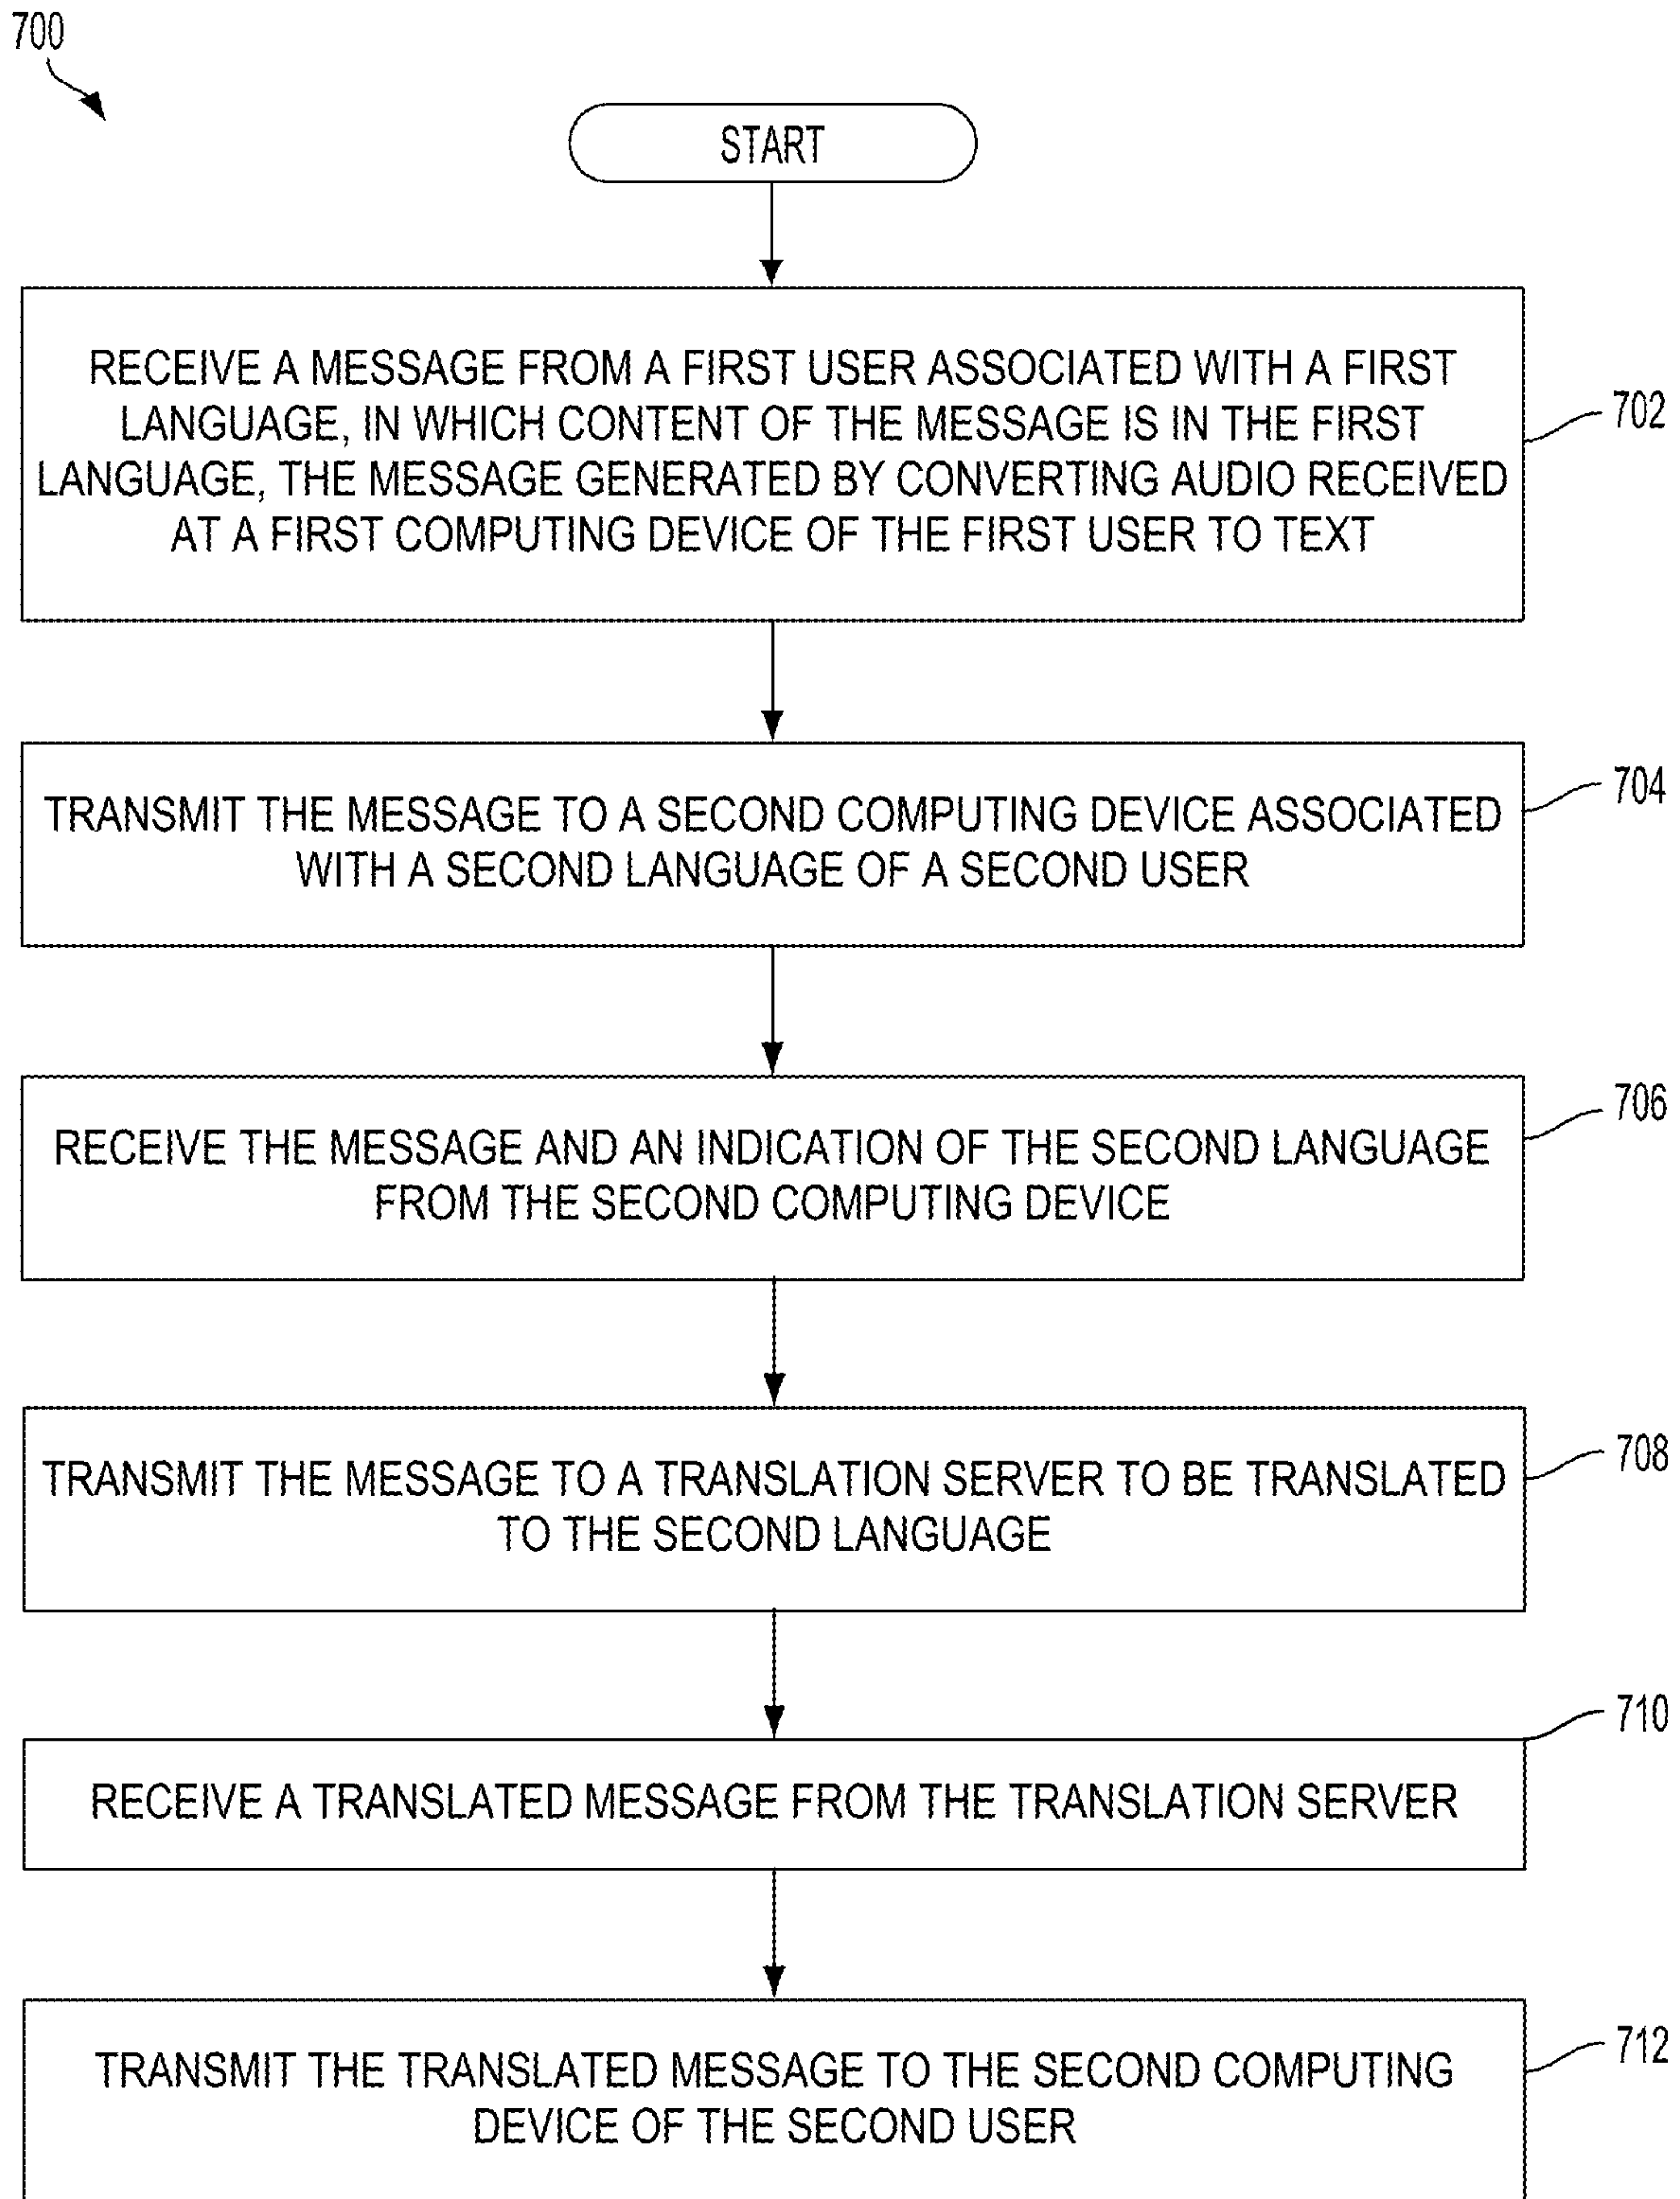 700
START
RECEIVE A MESSAGE FROM A FIRST USER ASSOCIATED WITH A FIRST
LANGUAGE, IN WHICH CONTENT OF THE MESSAGE IS IN THE FIRST
LANGUAGE, THE MESSAGE GENERATED BY CONVERTING AUDIO RECEIVED
AT A FIRST COMPUTING DEVICE OF THE FIRST USER TO TEXT
702
TRANSMIT THE MESSAGE TO A SECOND COMPUTING DEVICE ASSOCIATED
WITH A SECOND LANGUAGE OF A SECOND USER
704
RECEIVE THE MESSAGE AND AN INDICATION OF THE SECOND LANGUAGE
FROM THE SECOND COMPUTING DEVICE
706
TRANSMIT THE MESSAGE TO A TRANSLATION SERVER TO BE TRANSLATED
TO THE SECOND LANGUAGE
708
RECEIVE A TRANSLATED MESSAGE FROM THE TRANSLATION SERVER
710
TRANSMIT THE TRANSLATED MESSAGE TO THE SECOND COMPUTING
DEVICE OF THE SECOND USER
712